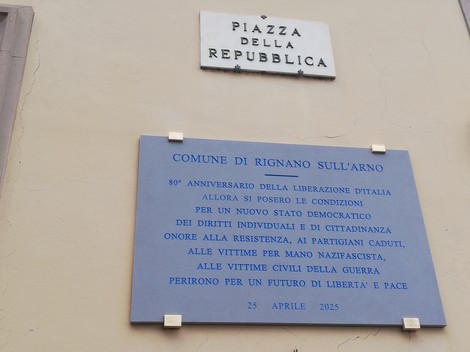 PIAZZA
DELLA
REPUBBLICA
COMUNE DI RIGNANO SULL'ARNO
80° ANNIVERSARIO DELLA LIBERAZIONE D'ITALIA
ALLORA SI POSERO LE CONDIZIONI
PER UN NUOVO STATO DEMOCRATICO
DEI DIRITTI INDIVIDUALI E DI CITTADINANZA
ONORE ALLA RESISTENZA, AI PARTIGIANI CADUTI,
ALLE VITTIME PER MANO NAZIFASCISTA,
ALLE VITTIME CIVILI DELLA GUERRA
PERIRONO PER UN FUTURO DI LIBERTA' E PACE
25 APRILE 2025